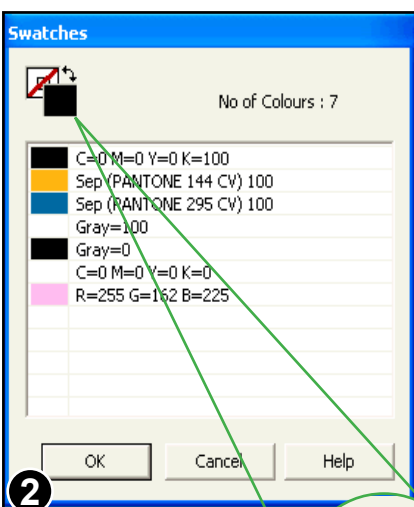 Swatches
No of Colours : 7
C=0 M=0 Y=0 K=100
Sep (PANTONE 144 CV) 100
Sep (PANTONE 295 CV) 100
Gray=100
Gray=0
C=0 M=0 Y=0 K=0
R=255 G=162 B=225
OK Cancel Help
2